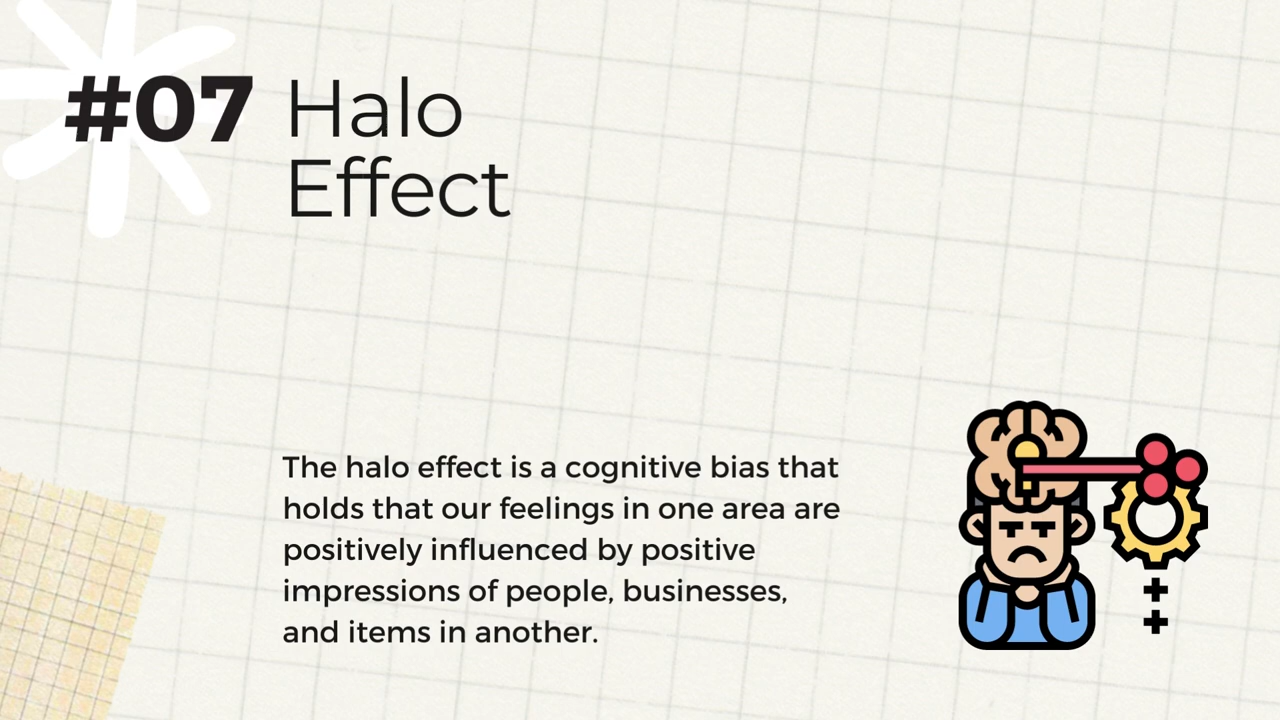 #07 Halo
Effect
The halo effect is a cognitive bias that
holds that our feelings in one area are
positively influenced by positive
impressions of people, businesses,
and items in another.